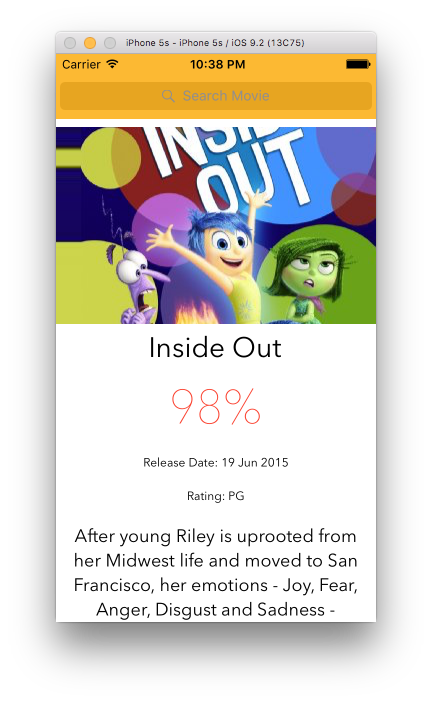 iPhone 5s - iPhone 5s / iOS 9.2 (13C75)
Carrier 10:38 PM
Search Movie
INSIDE
OUT
Inside Out
98%
Release Date: 19 Jun 2015
Rating: PG
After young Riley is uprooted from
her Midwest life and moved to San
Francisco, her emotions - Joy, Fear,
Anger, Disgust and Sadness -